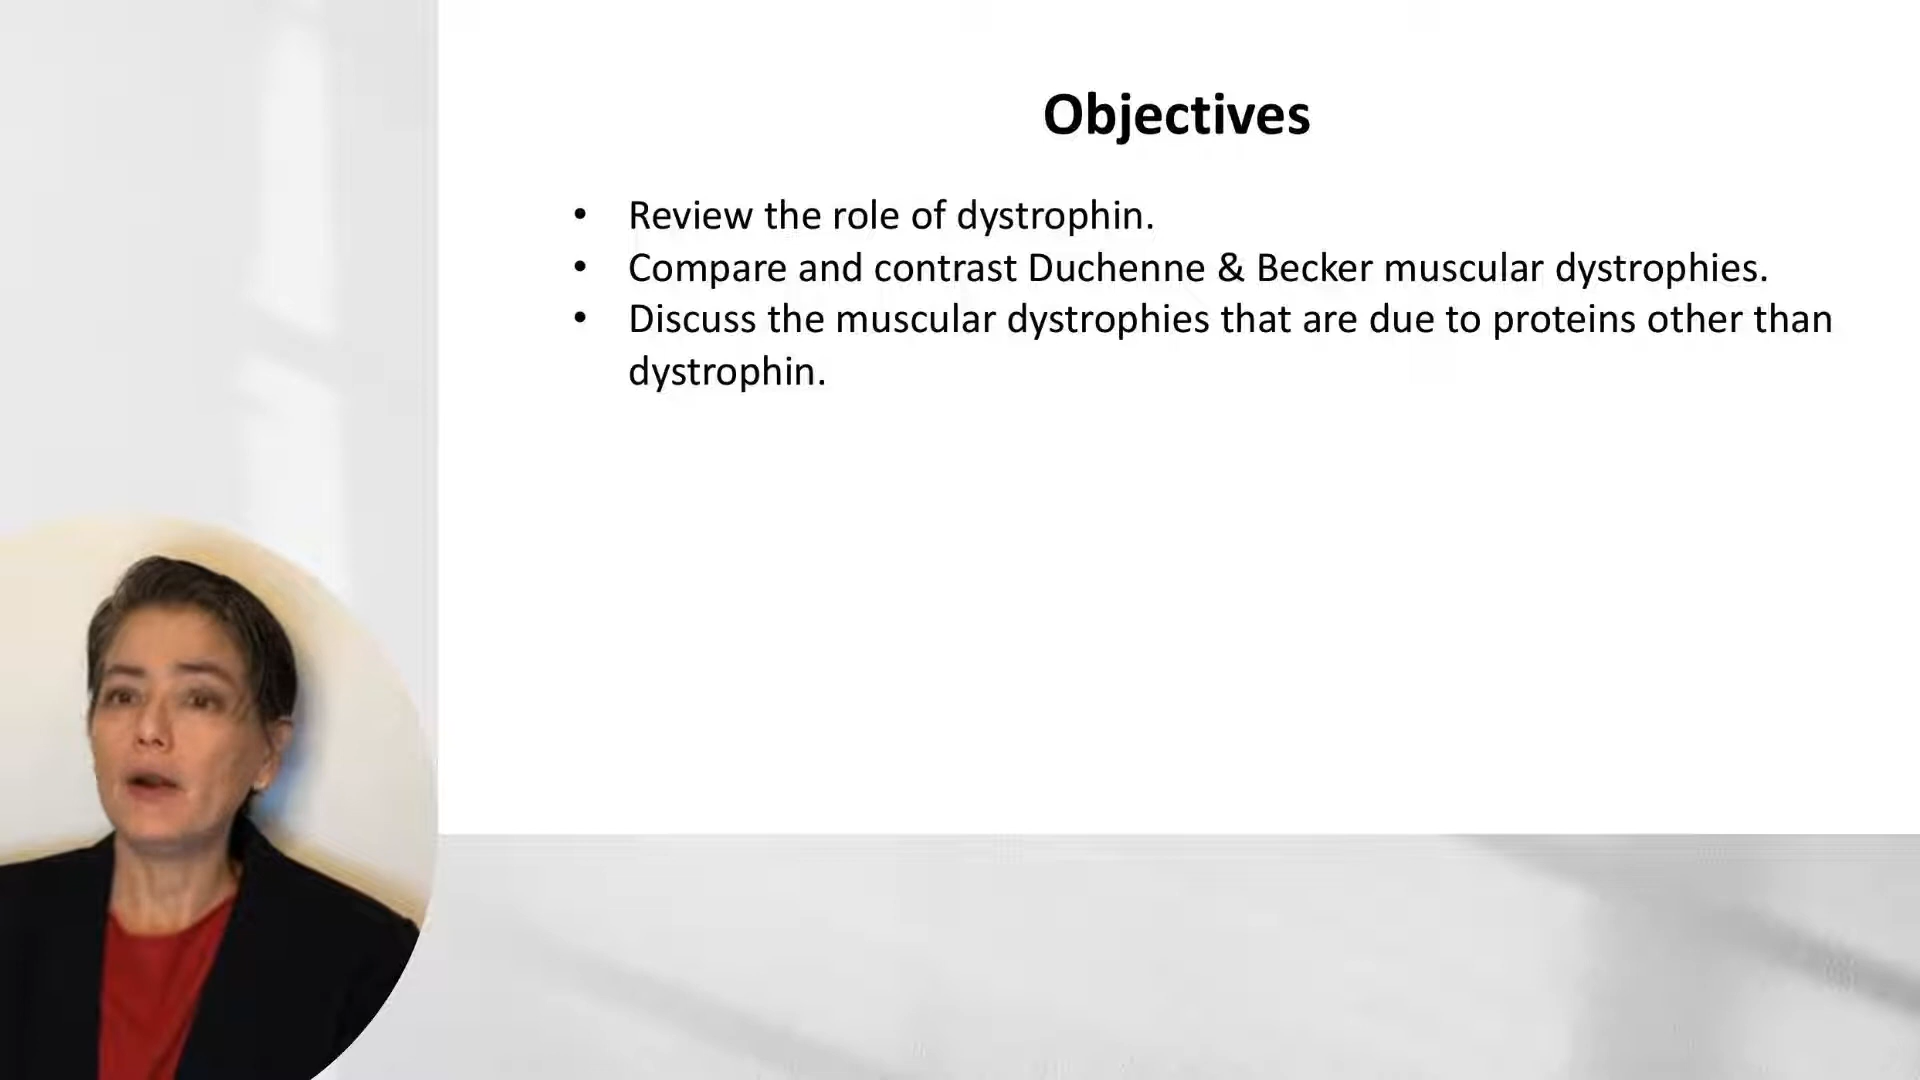 Objectives
• Review the role of dystrophin.
• Compare and contrast Duchenne & Becker muscular dystrophies.
• Discuss the muscular dystrophies that are due to proteins other than
dystrophin.